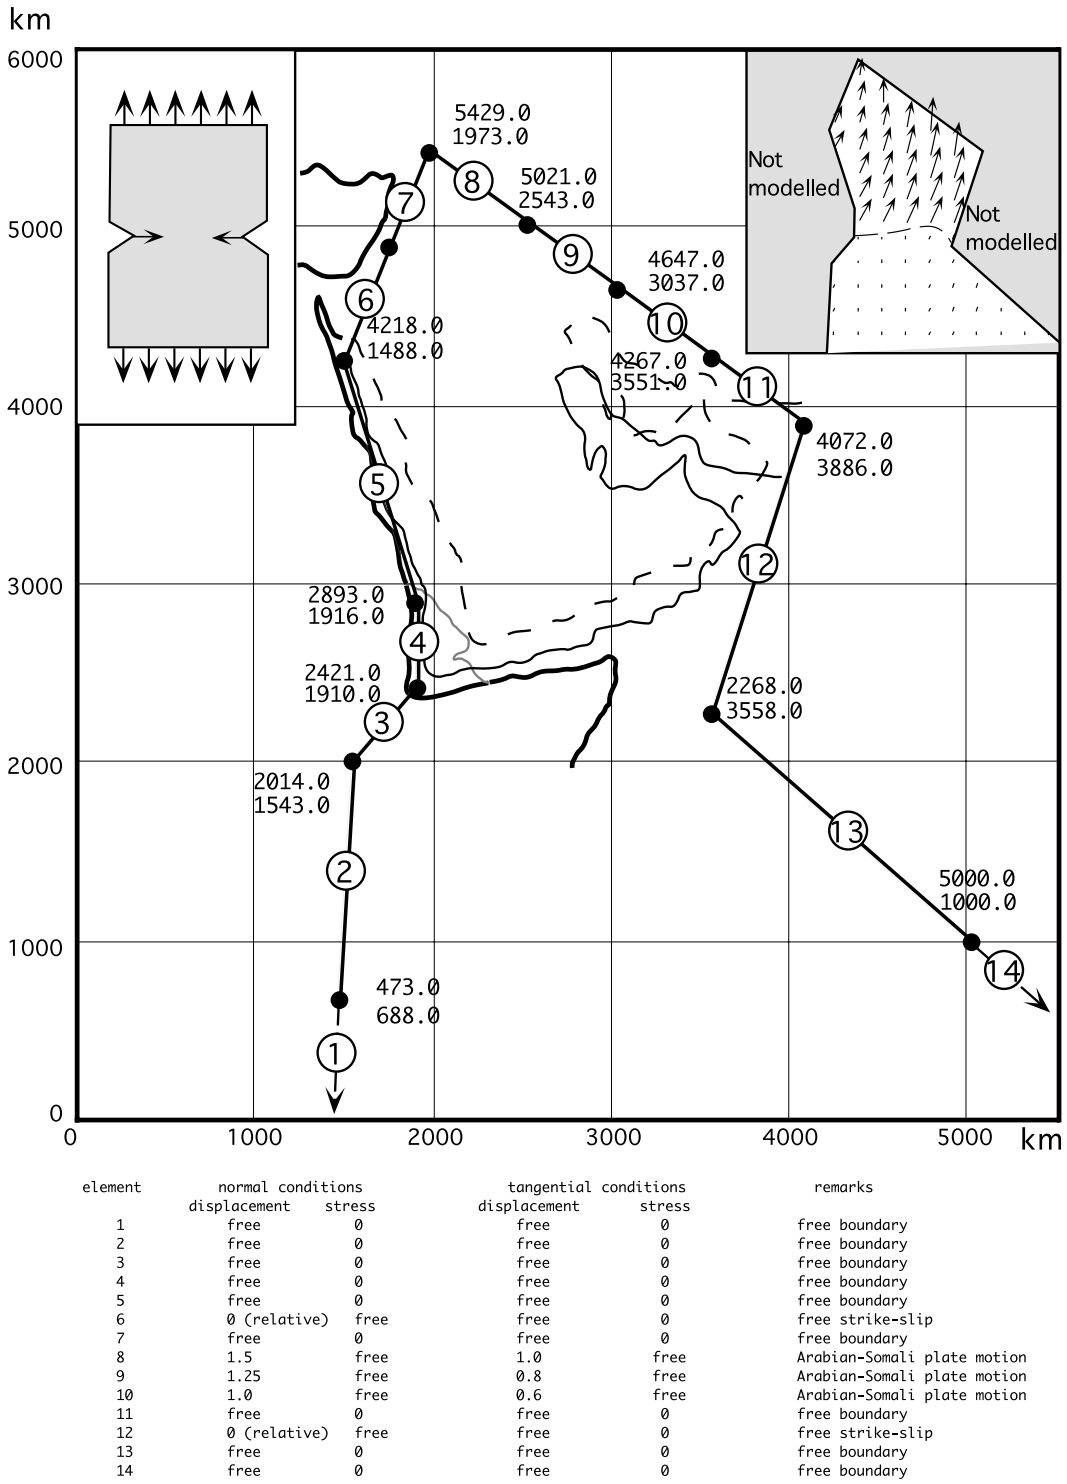 km
6000
5000
4000
3000
2000
1000
0
0
1000
2000
3000
4000
5000
km
Not
modelled
Not
modelled
5429.0
1973.0
5021.0
2543.0
4647.0
3037.0
4218.0
1488.0
4267.0
3551.0
4072.0
3886.0
2893.0
1916.0
2421.0
1910.0
2268.0
3558.0
2014.0
1543.0
5000.0
1000.0
473.0
688.0
7
8
9
6
10
11
5
12
4
3
13
2
14
1
element normal conditions tangential conditions remarks
displacement stress displacement stress
1 free 0 free 0 free boundary
2 free 0 free 0 free boundary
3 free 0 free 0 free boundary
4 free 0 free 0 free boundary
5 free 0 free 0 free boundary
6 0 (relative) free free 0 free strike-slip
7 free 0 free 0 free boundary
8 1.5 free 1.0 free Arabian-Somali plate motion
9 1.25 free 0.8 free Arabian-Somali plate motion
10 1.0 free 0.6 free Arabian-Somali plate motion
11 free 0 free 0 free boundary
12 0 (relative) free free 0 free strike-slip
13 free 0 free 0 free boundary
14 free 0 free 0 free boundary